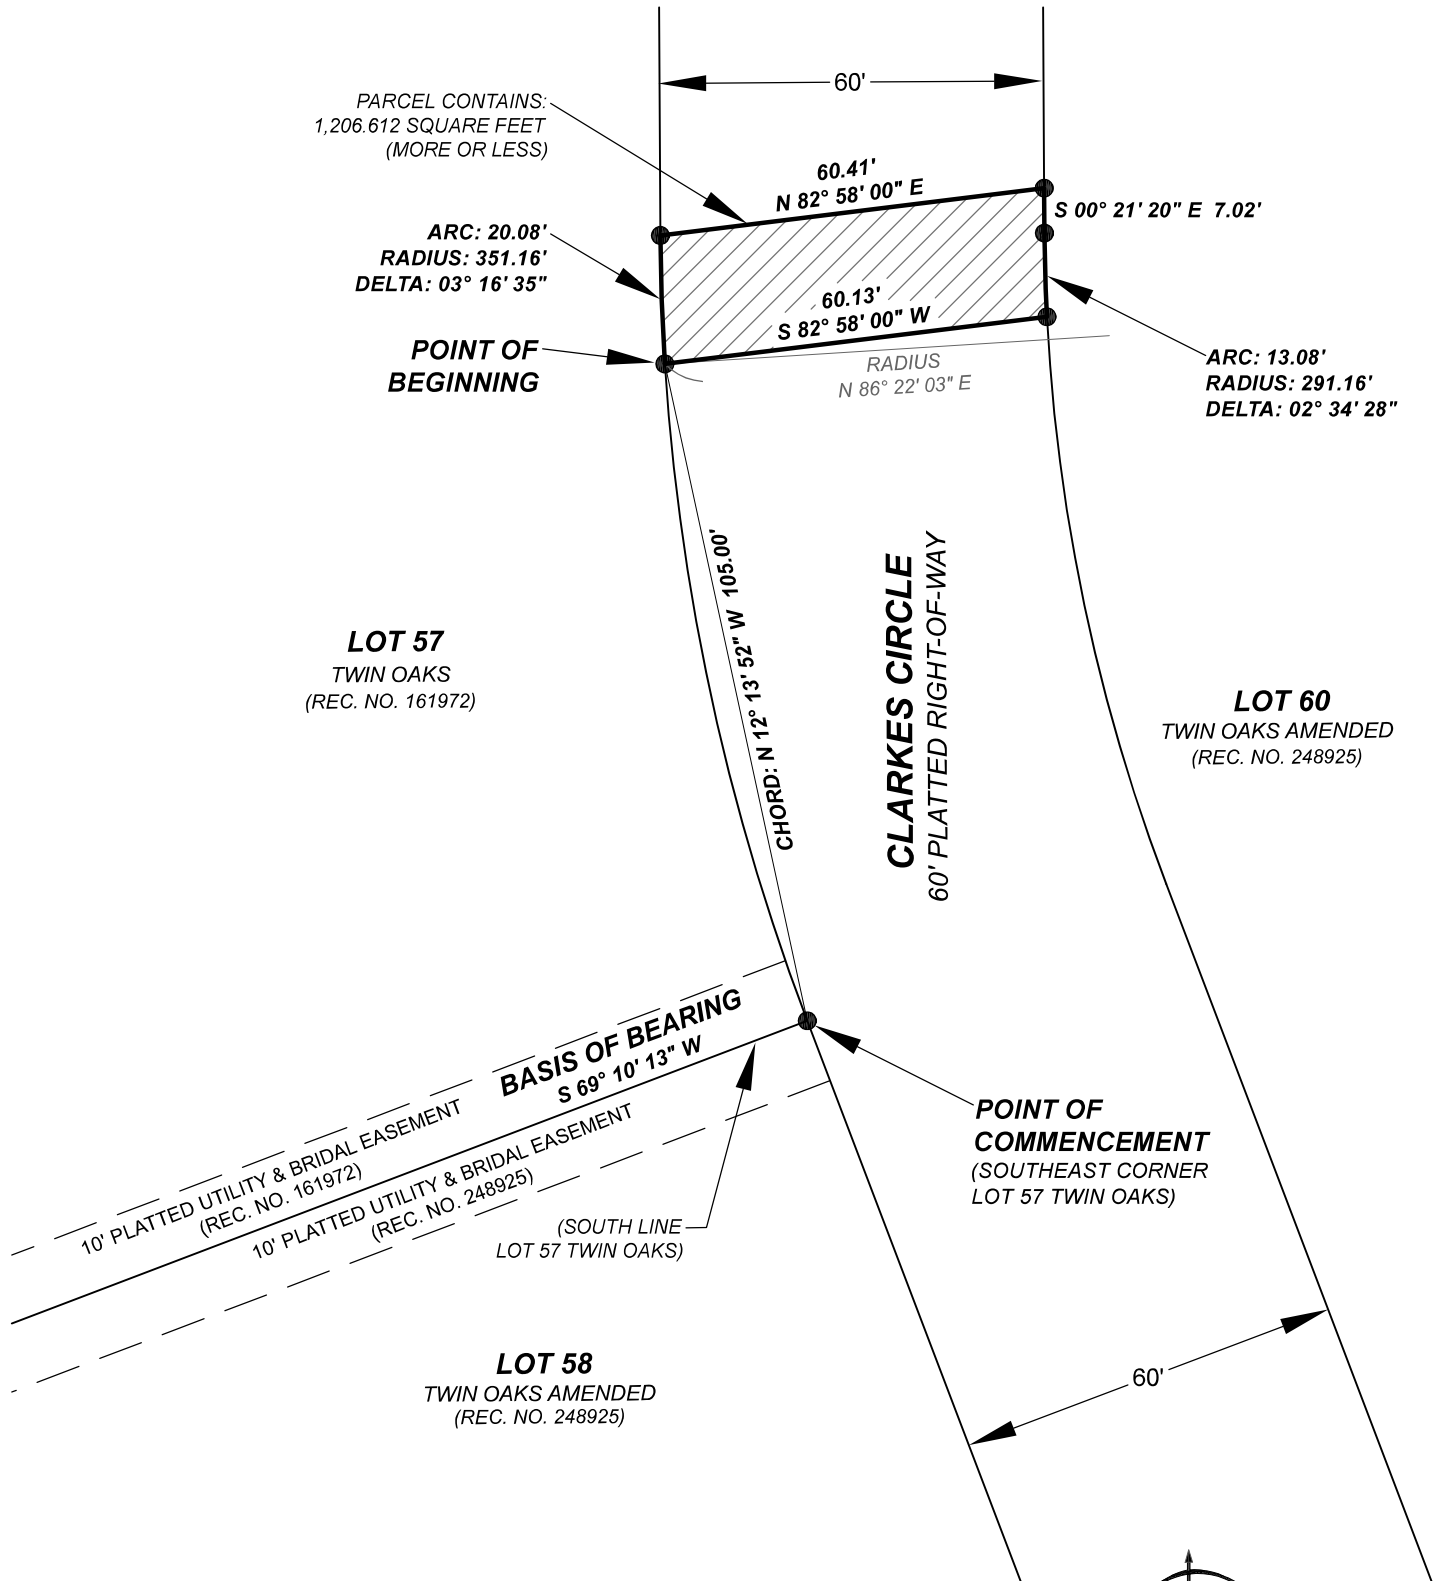 60'
PARCEL CONTAINS:
1,206.612 SQUARE FEET
(MORE OR LESS)
60.41'
N 82° 58' 00" E
S 00° 21' 20" E 7.02'
ARC: 20.08'
RADIUS: 351.16'
DELTA: 03° 16' 35"
60.13'
S 82° 58' 00" W
POINT OF
BEGINNING
RADIUS
N 86° 22' 03" E
ARC: 13.08'
RADIUS: 291.16'
DELTA: 02° 34' 28"
CHORD: N 12° 13' 52" W 105.00'
CLARKES CIRCLE
60' PLATTED RIGHT-OF-WAY
LOT 57
TWIN OAKS
(REC. NO. 161972)
LOT 60
TWIN OAKS AMENDED
(REC. NO. 248925)
BASIS OF BEARING
S 69° 10' 13" W
10' PLATTED UTILITY & BRIDAL EASEMENT
(REC. NO. 161972)
10' PLATTED UTILITY & BRIDAL EASEMENT
(REC. NO. 248925)
(SOUTH LINE
LOT 57 TWIN OAKS)
POINT OF
COMMENCEMENT
(SOUTHEAST CORNER
LOT 57 TWIN OAKS)
LOT 58
TWIN OAKS AMENDED
(REC. NO. 248925)
60'